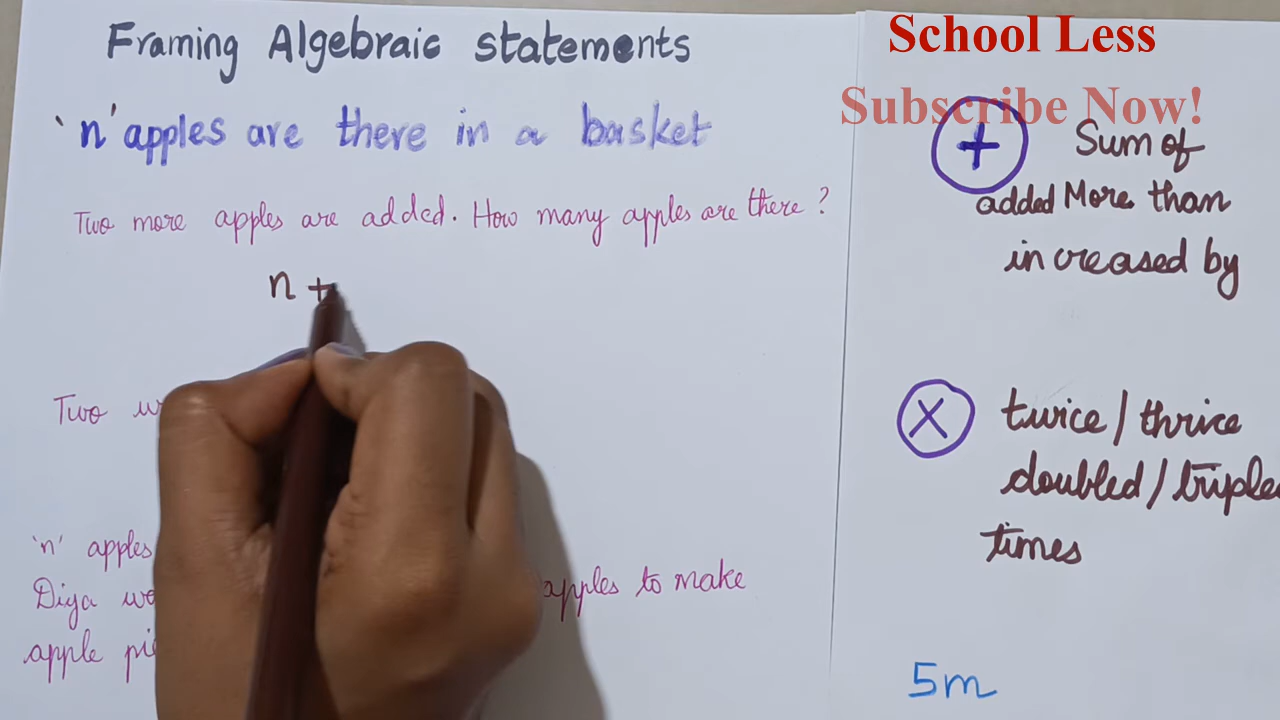 Framing Algebraic statements
'n' apples are there in a basket
Two more apples are added. How many apples are there?
n +
Two
'n' apples
Diya apples to make
apple
School Less
Subscribe Now!
+ Sum of
added More than
increased by
× twice / thrice
doubled / triple
times
5m